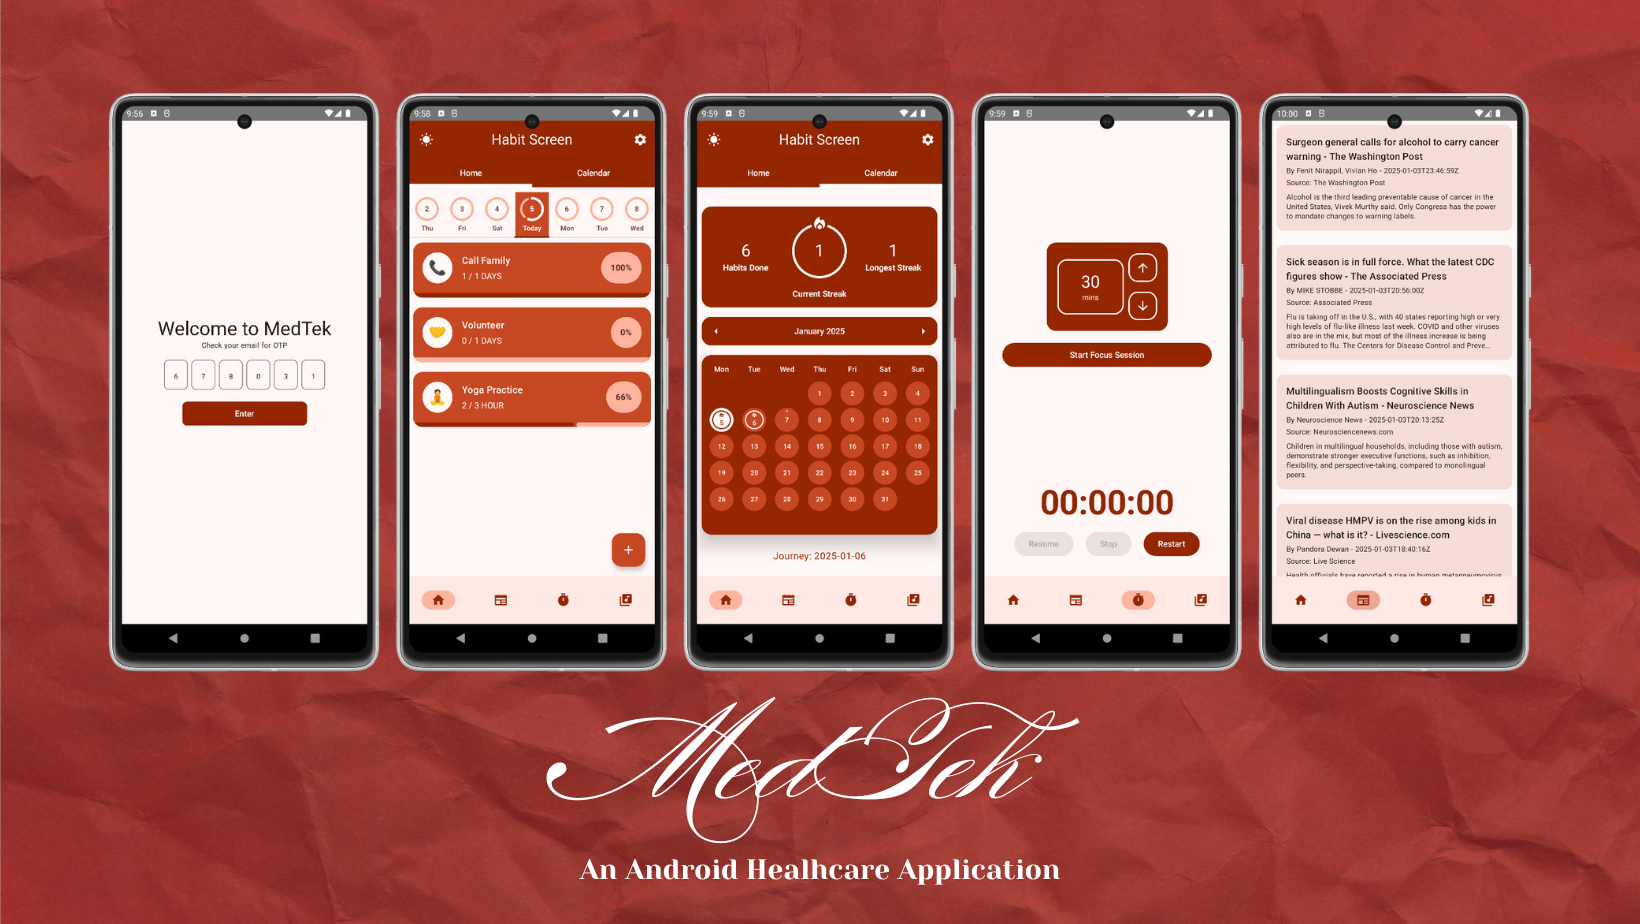 9:56
Welcome to MedTek
Check your email for OTP
6 7 8 0 3 1
Enter
9:58
Habit Screen
Home Calendar
2 3 4 5 6 7 8
Thu Fri Sat Today Mon Tue Wed
Call Family
1 / 1 DAYS
100%
Volunteer
0 / 1 DAYS
0%
Yoga Practice
2 / 3 HOUR
66%
+
9:59
Habit Screen
Home Calendar
6 1 1
Habits Done Longest Streak
Current Streak
January 2025
Mon Tue Wed Thu Fri Sat Sun
1 2 3 4
5 6 7 8 9 10 11
12 13 14 15 16 17 18
19 20 21 22 23 24 25
26 27 28 29 30 31
Journey: 2025-01-06
9:59
30
mins
Start Focus Session
00:00:00
Resume Stop Restart
10:00
Surgeon general calls for alcohol to carry cancer
warning - The Washington Post
By Fenit Nirappil, Vivian Ho - 2025-01-03T23:46:59Z
Source: The Washington Post
Alcohol is the third leading preventable cause of cancer in the
United States, Vivek Murthy said. Only Congress has the power
to mandate changes to warning labels.
Sick season is in full force. What the latest CDC
figures show - The Associated Press
By MIKE STOBBE - 2025-01-03T20:56:00Z
Source: Associated Press
Flu is taking off in the U.S., with 40 states reporting high or very
high levels of flu-like illness last week. COVID and other viruses
also are in the mix, but most of the illness increase is being
attributed to flu. The Centers for Disease Control and Preve...
Multilingualism Boosts Cognitive Skills in
Children With Autism - Neuroscience News
By Neuroscience News - 2025-01-03T20:13:25Z
Source: Neurosciencenews.com
Children in multilingual households, including those with autism,
demonstrate stronger executive functions, such as inhibition,
flexibility, and perspective-taking, compared to monolingual
peers.
Viral disease HMPV is on the rise among kids in
China — what is it? - Livescience.com
By Pandora Dewan - 2025-01-03T18:40:16Z
Source: Live Science
Health officials have reported a rise in human metapneumovirus
MedTek
An Android Healhcare Application